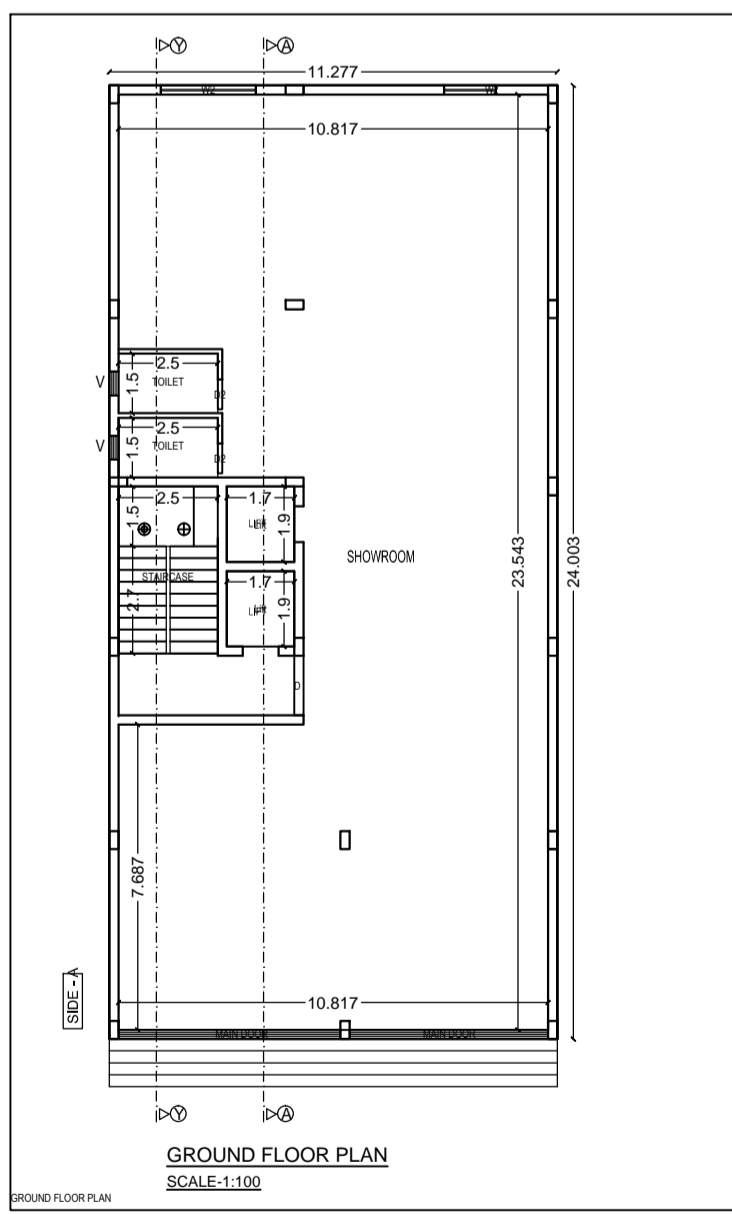 Y
A
11.277
W2
10.817
2.5
TOILET
V
1.5
D2
2.5
TOILET
V
1.5
D2
2.5
1.7
1.5
LIFT
1.9
SHOWROOM
23.543
24.003
STAIRCASE
1.7
2.7
LIFT
1.9
D
7.687
SIDE - A
10.817
MAIN DOOR
MAIN DOOR
Y
A
GROUND FLOOR PLAN
SCALE-1:100
GROUND FLOOR PLAN